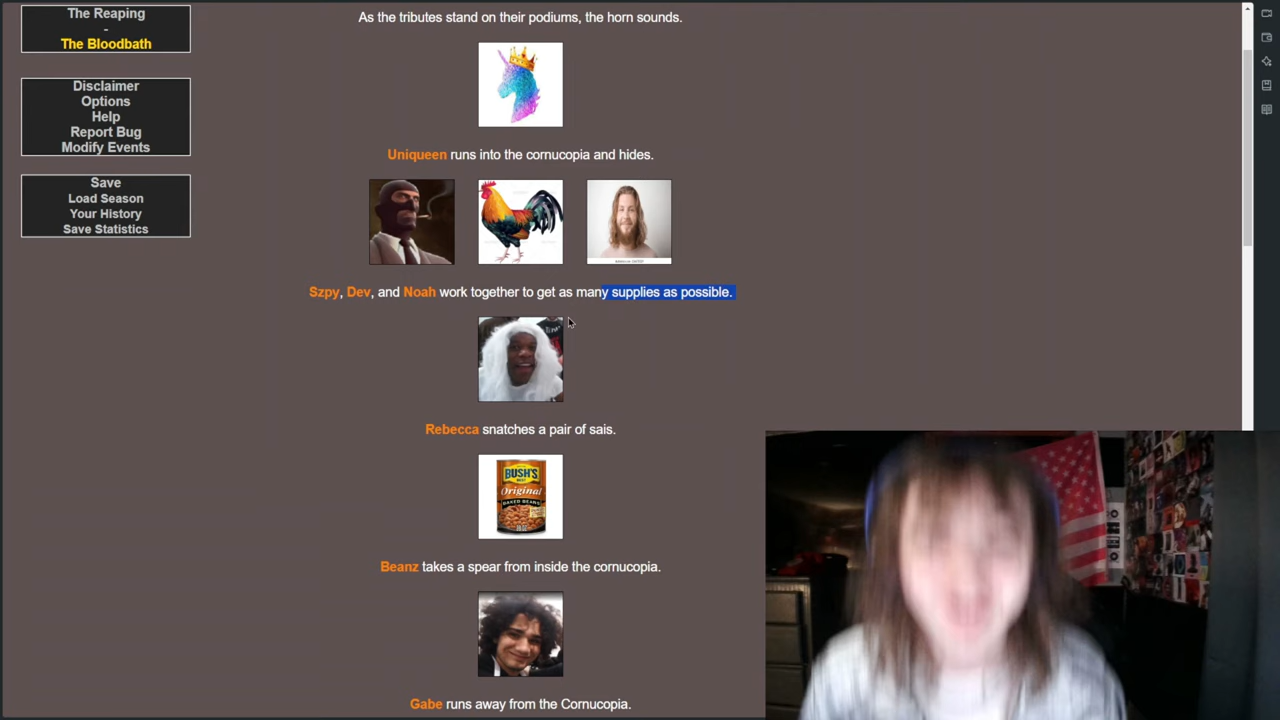 The Reaping
-
The Bloodbath
Disclaimer
Options
Help
Report Bug
Modify Events
Save
Load Season
Your History
Save Statistics
As the tributes stand on their podiums, the horn sounds.
Uniqueen runs into the cornucopia and hides.
Szpy, Dev, and Noah work together to get as many supplies as possible.
Rebecca snatches a pair of sais.
BUSH'S
BEST
Original
BAKED BEANS
Beanz takes a spear from inside the cornucopia.
Gabe runs away from the Cornucopia.